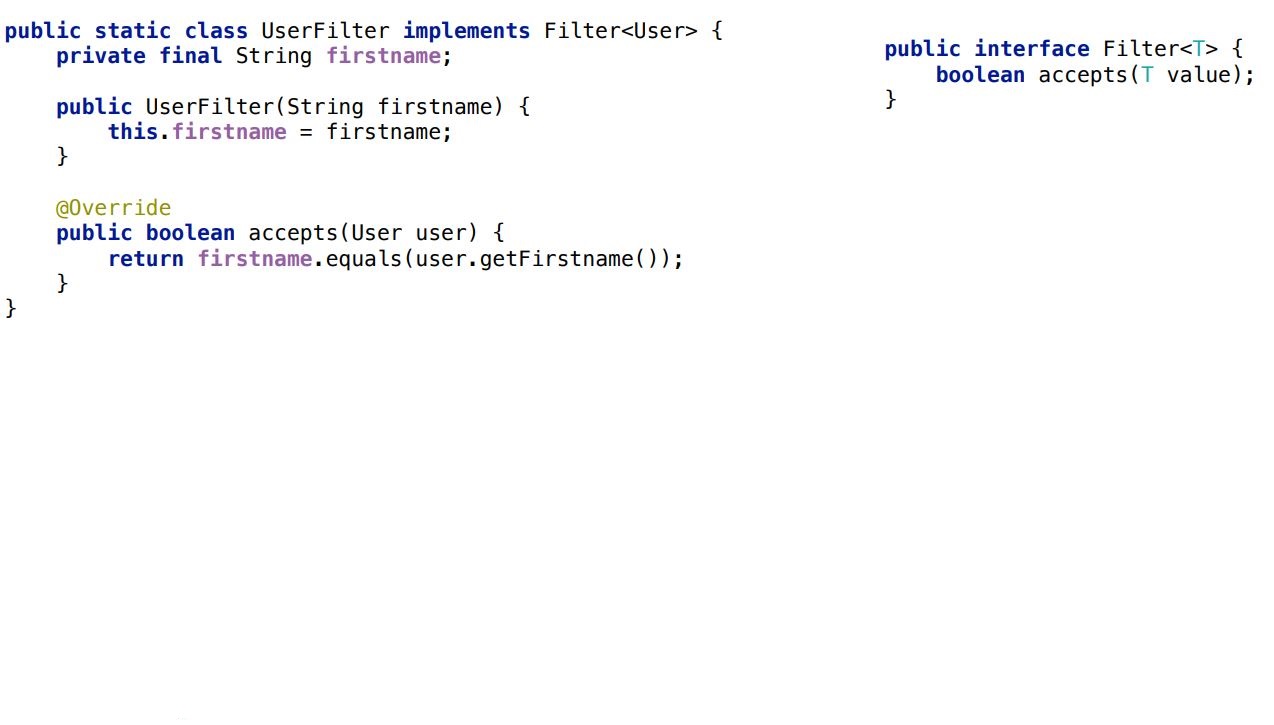 public static class UserFilter implements Filter<User> {
    private final String firstname;
    public UserFilter(String firstname) {
        this.firstname = firstname;
    }
    @Override
    public boolean accepts(User user) {
        return firstname.equals(user.getFirstname());
    }
}
public interface Filter<T> {
    boolean accepts(T value);
}